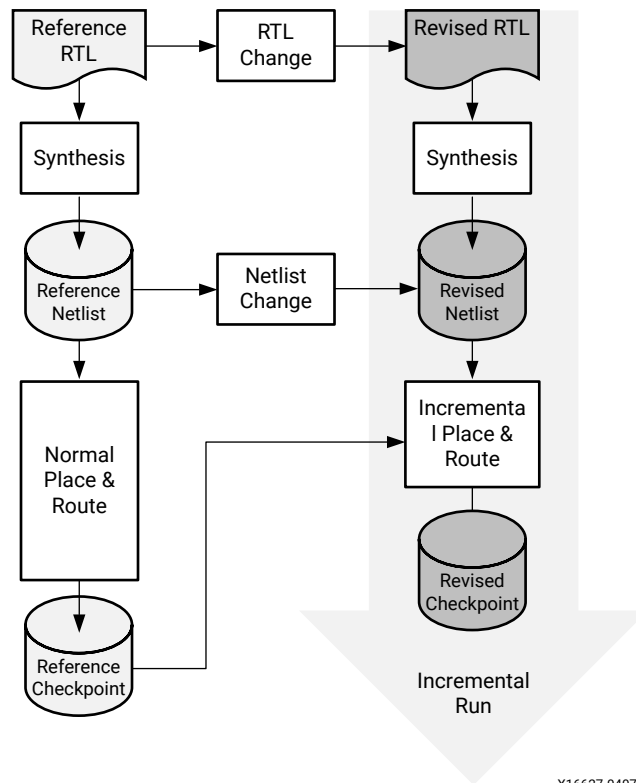 Reference
RTL
RTL
Change
Revised RTL
Synthesis
Synthesis
Reference
Netlist
Netlist
Change
Revised
Netlist
Normal
Place &
Route
Incrementa
l Place &
Route
Revised
Checkpoint
Reference
Checkpoint
Incremental
Run